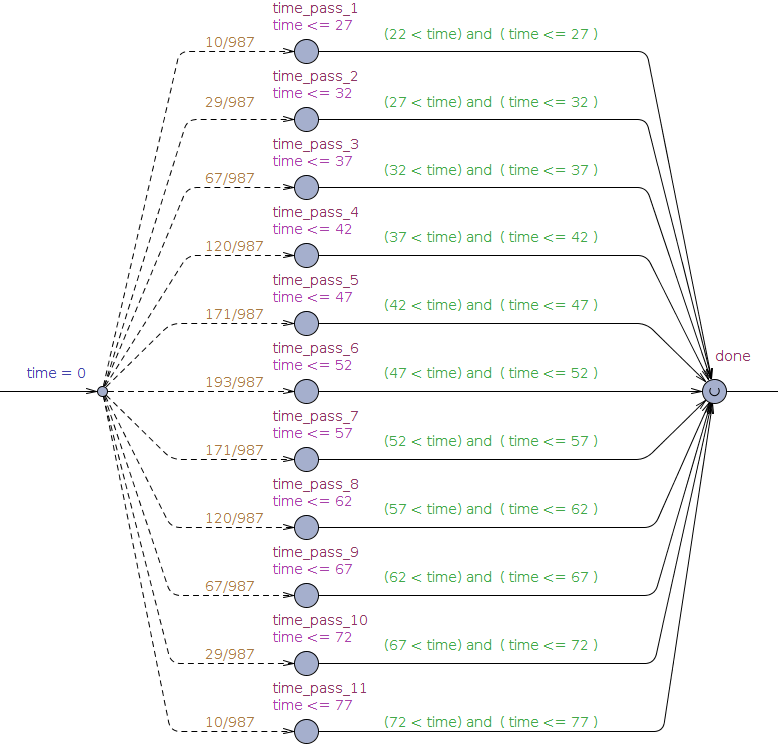 time_pass_1
time <= 27
(22 < time) and ( time <= 27 )
10/987
time_pass_2
time <= 32
(27 < time) and ( time <= 32 )
29/987
time_pass_3
time <= 37
(32 < time) and ( time <= 37 )
67/987
time_pass_4
time <= 42
(37 < time) and ( time <= 42 )
120/987
time_pass_5
time <= 47
(42 < time) and ( time <= 47 )
171/987
time_pass_6
time <= 52
(47 < time) and ( time <= 52 )
193/987
time = 0
done
time_pass_7
time <= 57
(52 < time) and ( time <= 57 )
171/987
time_pass_8
time <= 62
(57 < time) and ( time <= 62 )
120/987
time_pass_9
time <= 67
(62 < time) and ( time <= 67 )
67/987
time_pass_10
time <= 72
(67 < time) and ( time <= 72 )
29/987
time_pass_11
time <= 77
(72 < time) and ( time <= 77 )
10/987